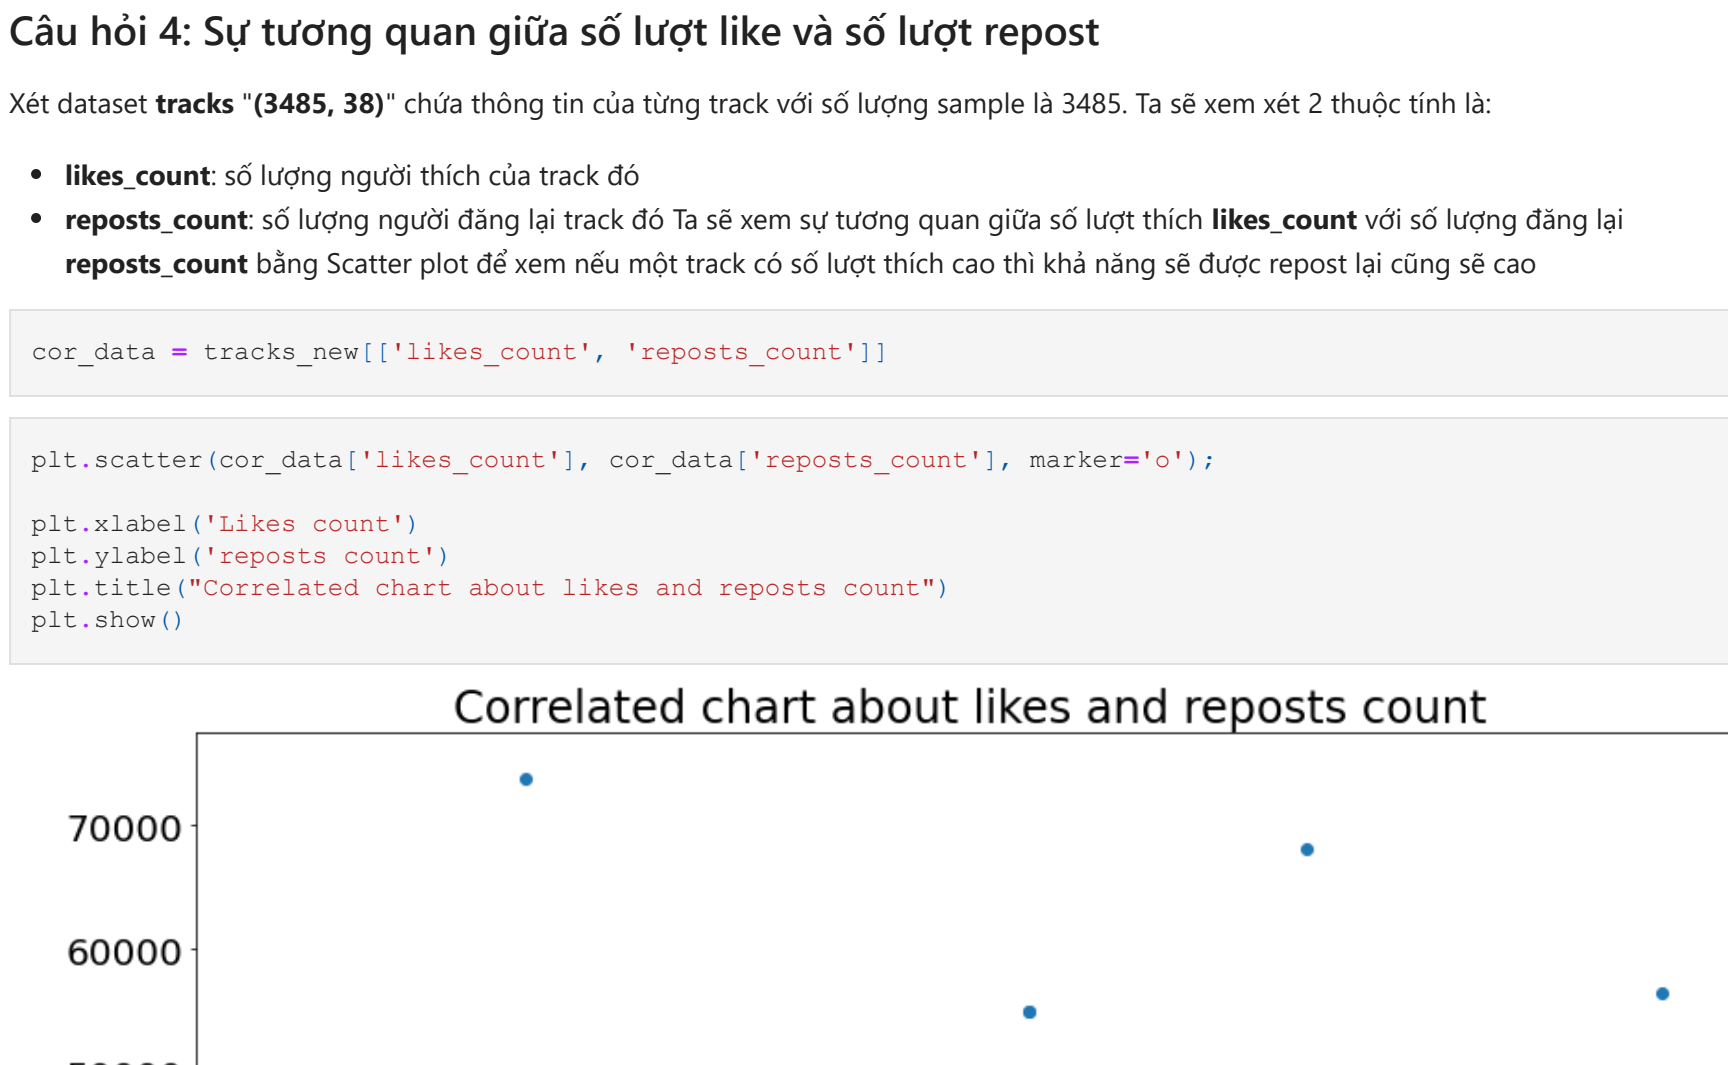 Câu hỏi 4: Sự tương quan giữa số lượt like và số lượt repost
Xét dataset tracks "(3485, 38)" chứa thông tin của từng track với số lượng sample là 3485. Ta sẽ xem xét 2 thuộc tính là:
• likes_count: số lượng người thích của track đó
• reposts_count: số lượng người đăng lại track đó Ta sẽ xem sự tương quan giữa số lượt thích likes_count với số lượng đăng lại
reposts_count bằng Scatter plot để xem nếu một track có số lượt thích cao thì khả năng sẽ được repost lại cũng sẽ cao
cor_data = tracks_new[['likes_count', 'reposts_count']]
plt.scatter(cor_data['likes_count'], cor_data['reposts_count'], marker='o');
plt.xlabel('Likes count')
plt.ylabel('reposts count')
plt.title("Correlated chart about likes and reposts count")
plt.show()
Correlated chart about likes and reposts count
70000
60000